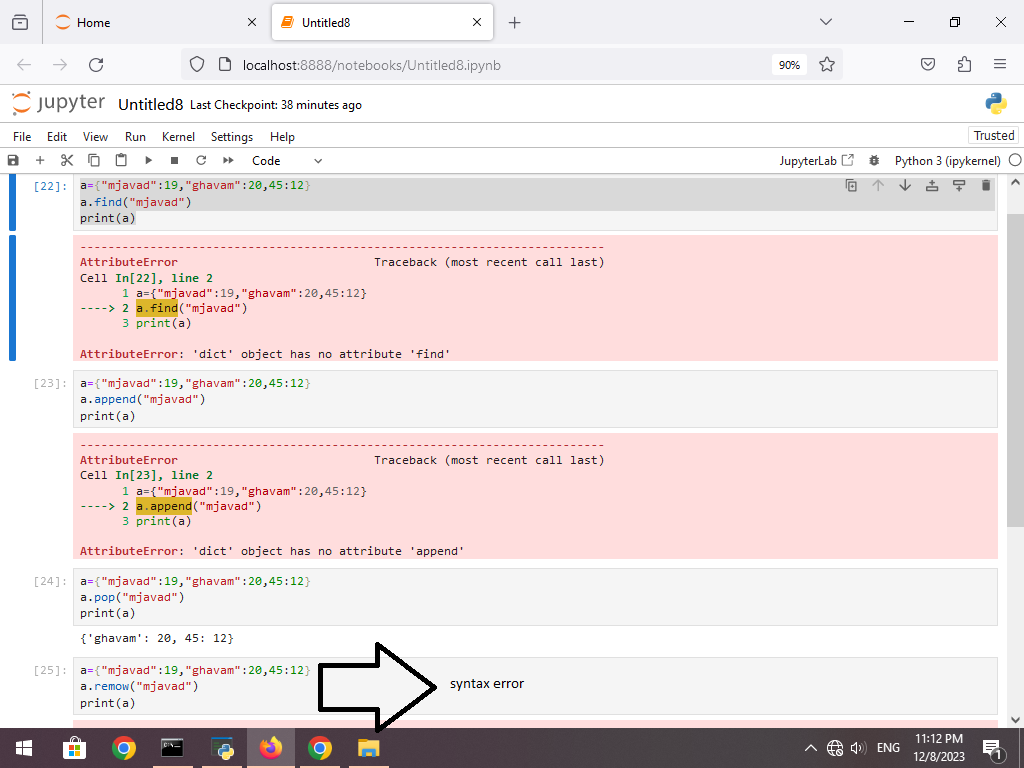 Home
Untitled8
localhost:8888/notebooks/Untitled8.ipynb
90%
jupyter Untitled8 Last Checkpoint: 38 minutes ago
File Edit View Run Kernel Settings Help
Trusted
Code
JupyterLab
Python 3 (ipykernel)
[22]: a={"mjavad":19,"ghavam":20,45:12}
a.find("mjavad")
print(a)
---------------------------------------------------------------------------
AttributeError Traceback (most recent call last)
Cell In[22], line 2
1 a={"mjavad":19,"ghavam":20,45:12}
----> 2 a.find("mjavad")
3 print(a)
AttributeError: 'dict' object has no attribute 'find'
[23]: a={"mjavad":19,"ghavam":20,45:12}
a.append("mjavad")
print(a)
---------------------------------------------------------------------------
AttributeError Traceback (most recent call last)
Cell In[23], line 2
1 a={"mjavad":19,"ghavam":20,45:12}
----> 2 a.append("mjavad")
3 print(a)
AttributeError: 'dict' object has no attribute 'append'
[24]: a={"mjavad":19,"ghavam":20,45:12}
a.pop("mjavad")
print(a)
{'ghavam': 20, 45: 12}
[25]: a={"mjavad":19,"ghavam":20,45:12}
a.remow("mjavad")
print(a)
syntax error
ENG
11:12 PM
12/8/2023
1